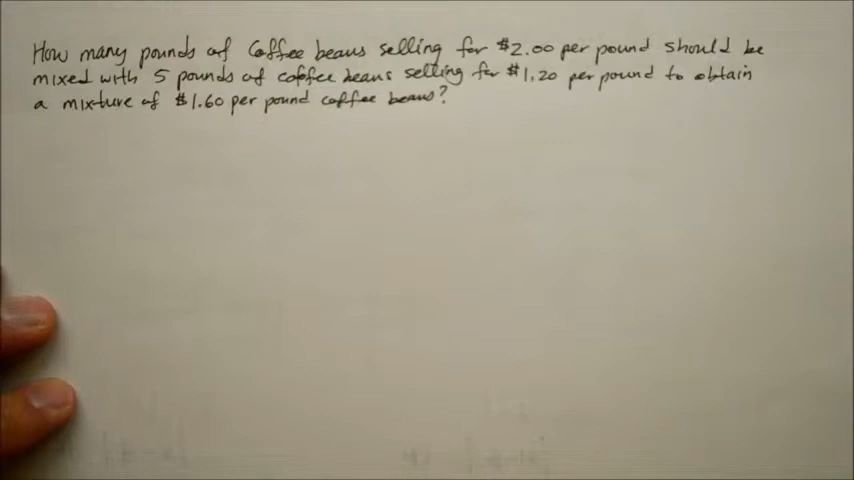 How many pounds of Coffee beans selling for $2.00 per pound should be
mixed with 5 pounds of coffee beans selling for $1.20 per pound to obtain
a mixture of $1.60 per pound coffee beans?